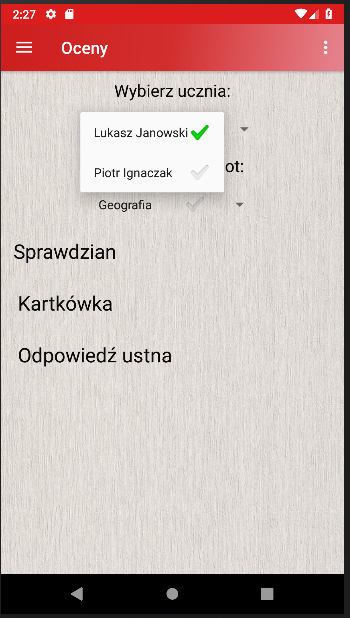 2:27
Oceny
Wybierz ucznia:
Lukasz Janowski
Piotr Ignaczak
ot:
Geografia
Sprawdzian
Kartkówka
Odpowiedź ustna